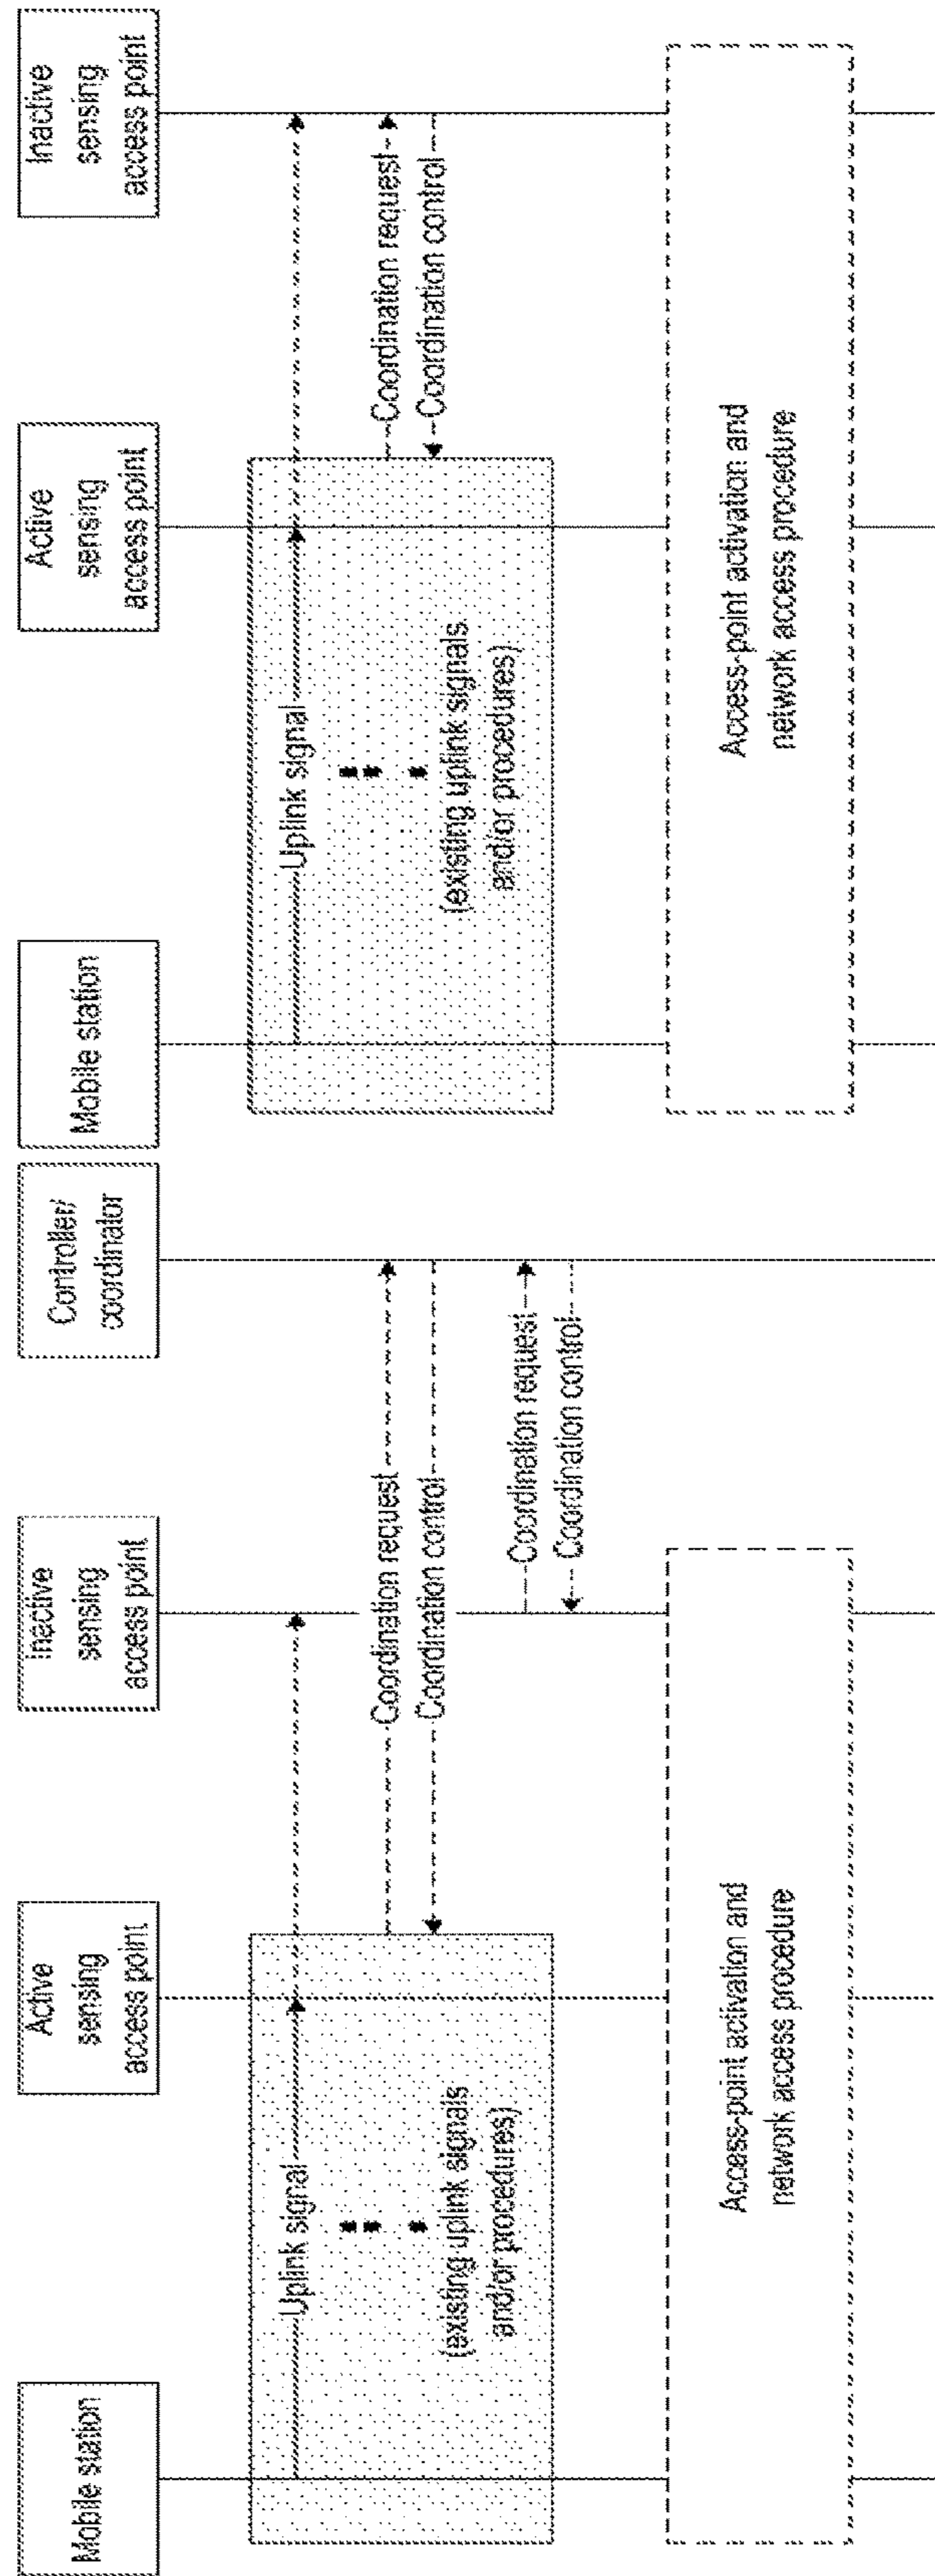 Mobile station
Active
sensing
access point
Inactive
sensing
access point
Controller/
coordinator
Uplink signal
(existing uplink signals
and/or procedures)
Coordination request
Coordination control
Coordination request
Coordination control
Access-point activation and
network access procedure
Mobile station
Active
sensing
access point
Inactive
sensing
access point
Uplink signal
(existing uplink signals
and/or procedures)
Coordination request
Coordination control
Access-point activation and
network access procedure